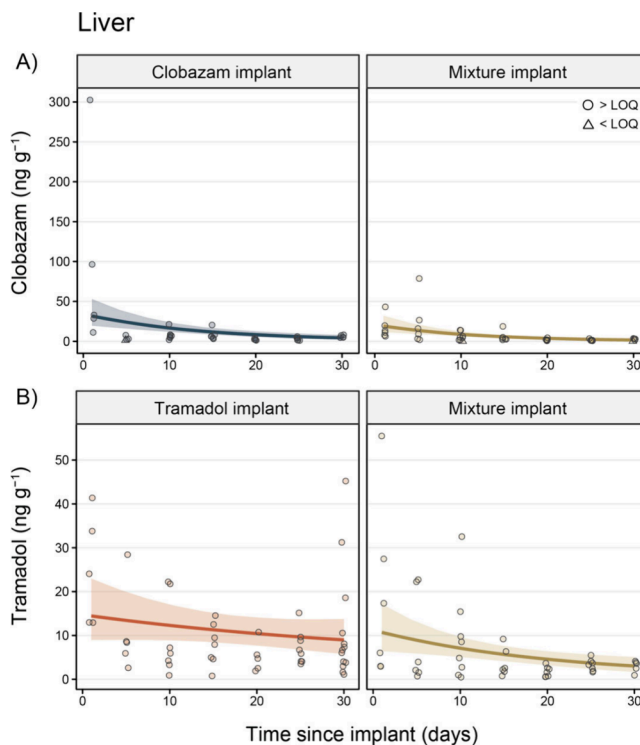 Liver
A)
Clobazam implant
Mixture implant
> LOQ
< LOQ
Clobazam (ng g⁻¹)
300
250
200
150
100
50
0
0 10 20 30
0 10 20 30
B)
Tramadol implant
Mixture implant
Tramadol (ng g⁻¹)
50
40
30
20
10
0
0 10 20 30
0 10 20 30
Time since implant (days)